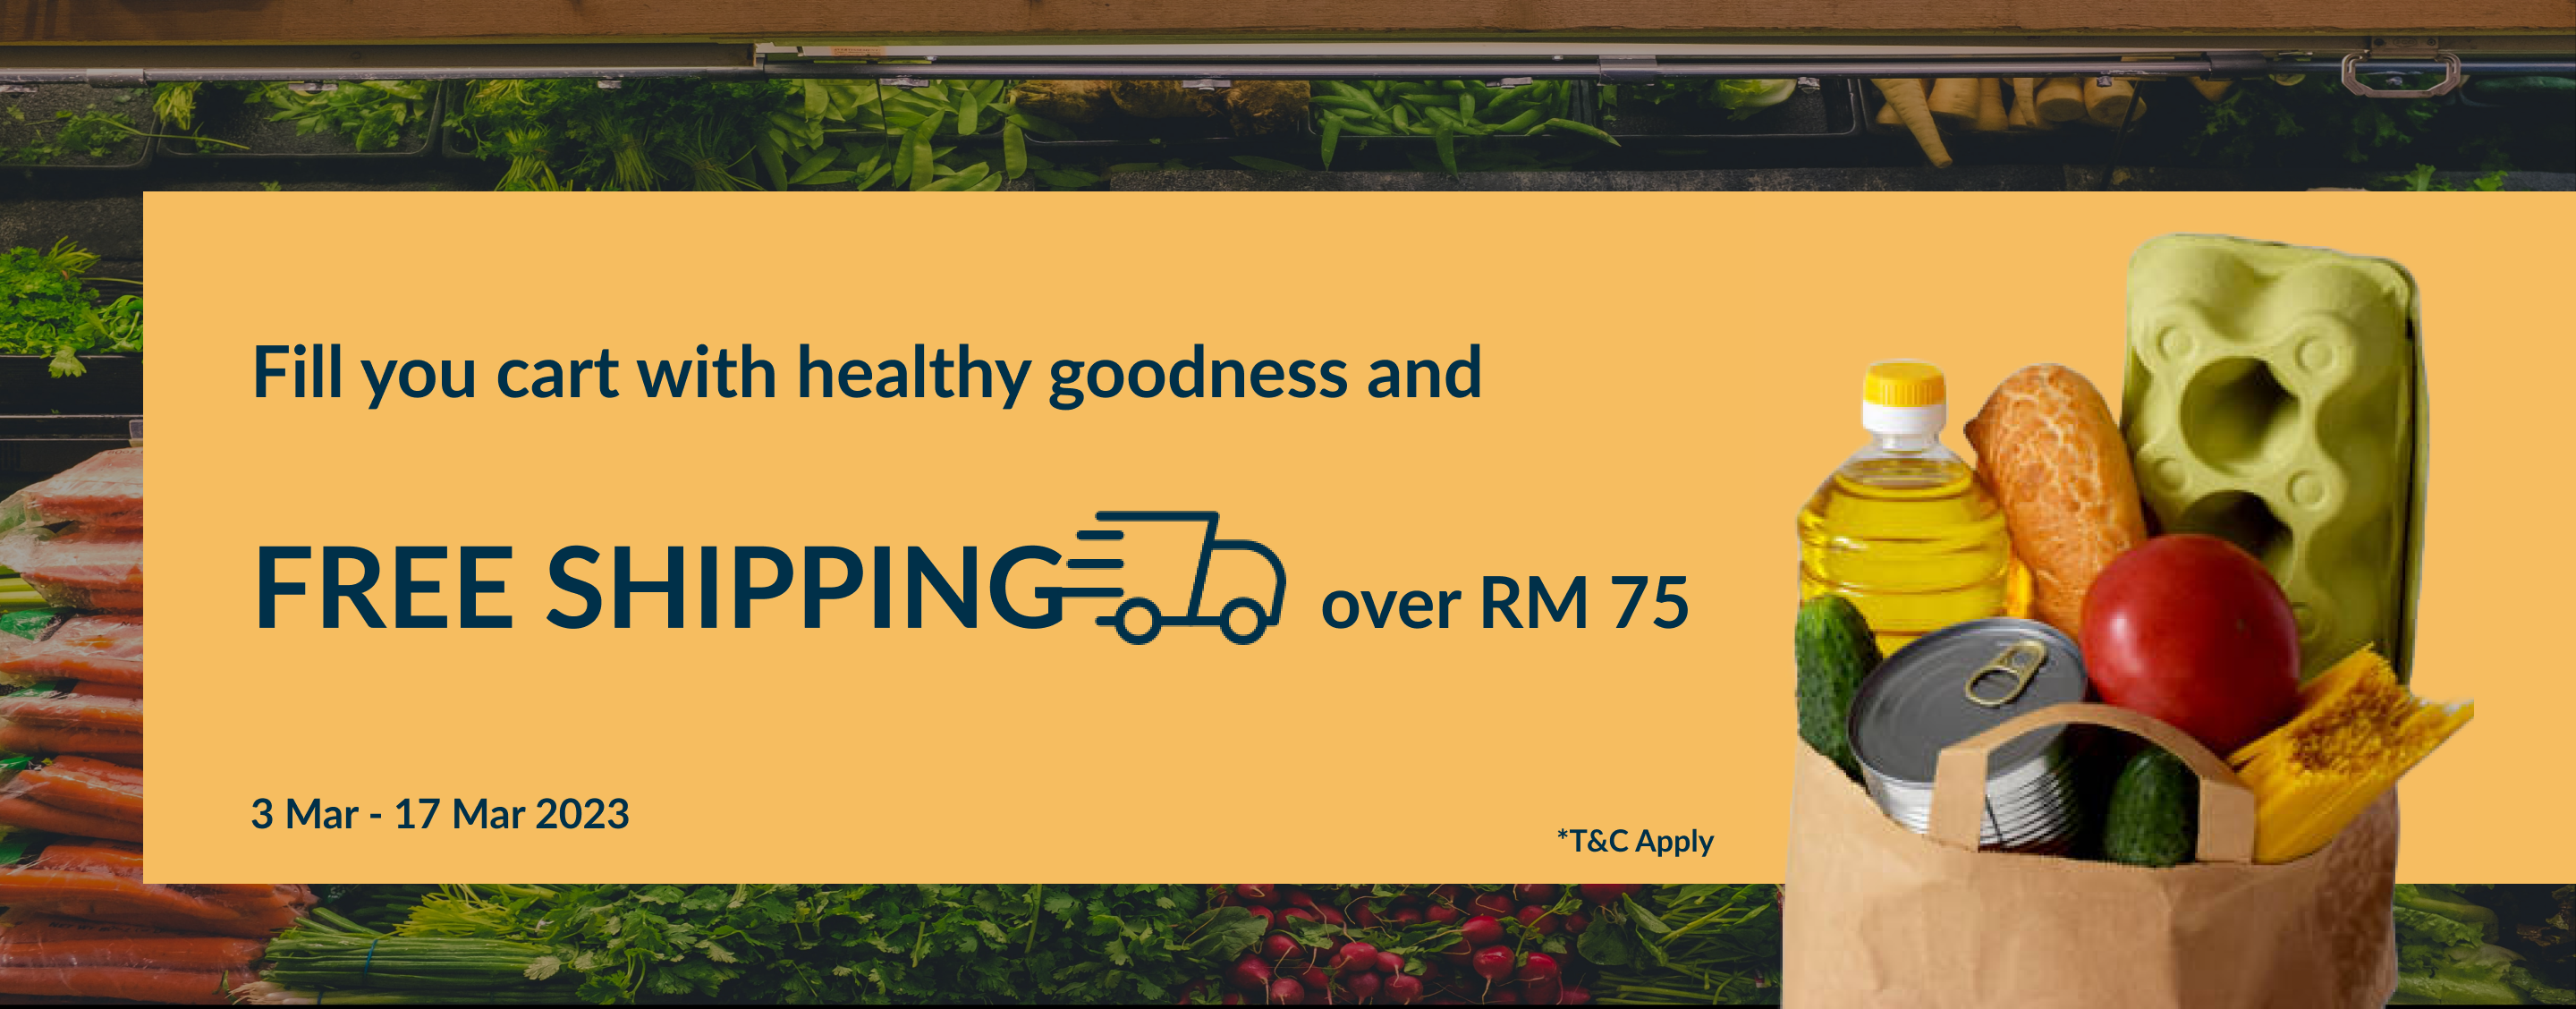 Fill you cart with healthy goodness and
FREE SHIPPING over RM 75
3 Mar - 17 Mar 2023
*T&C Apply